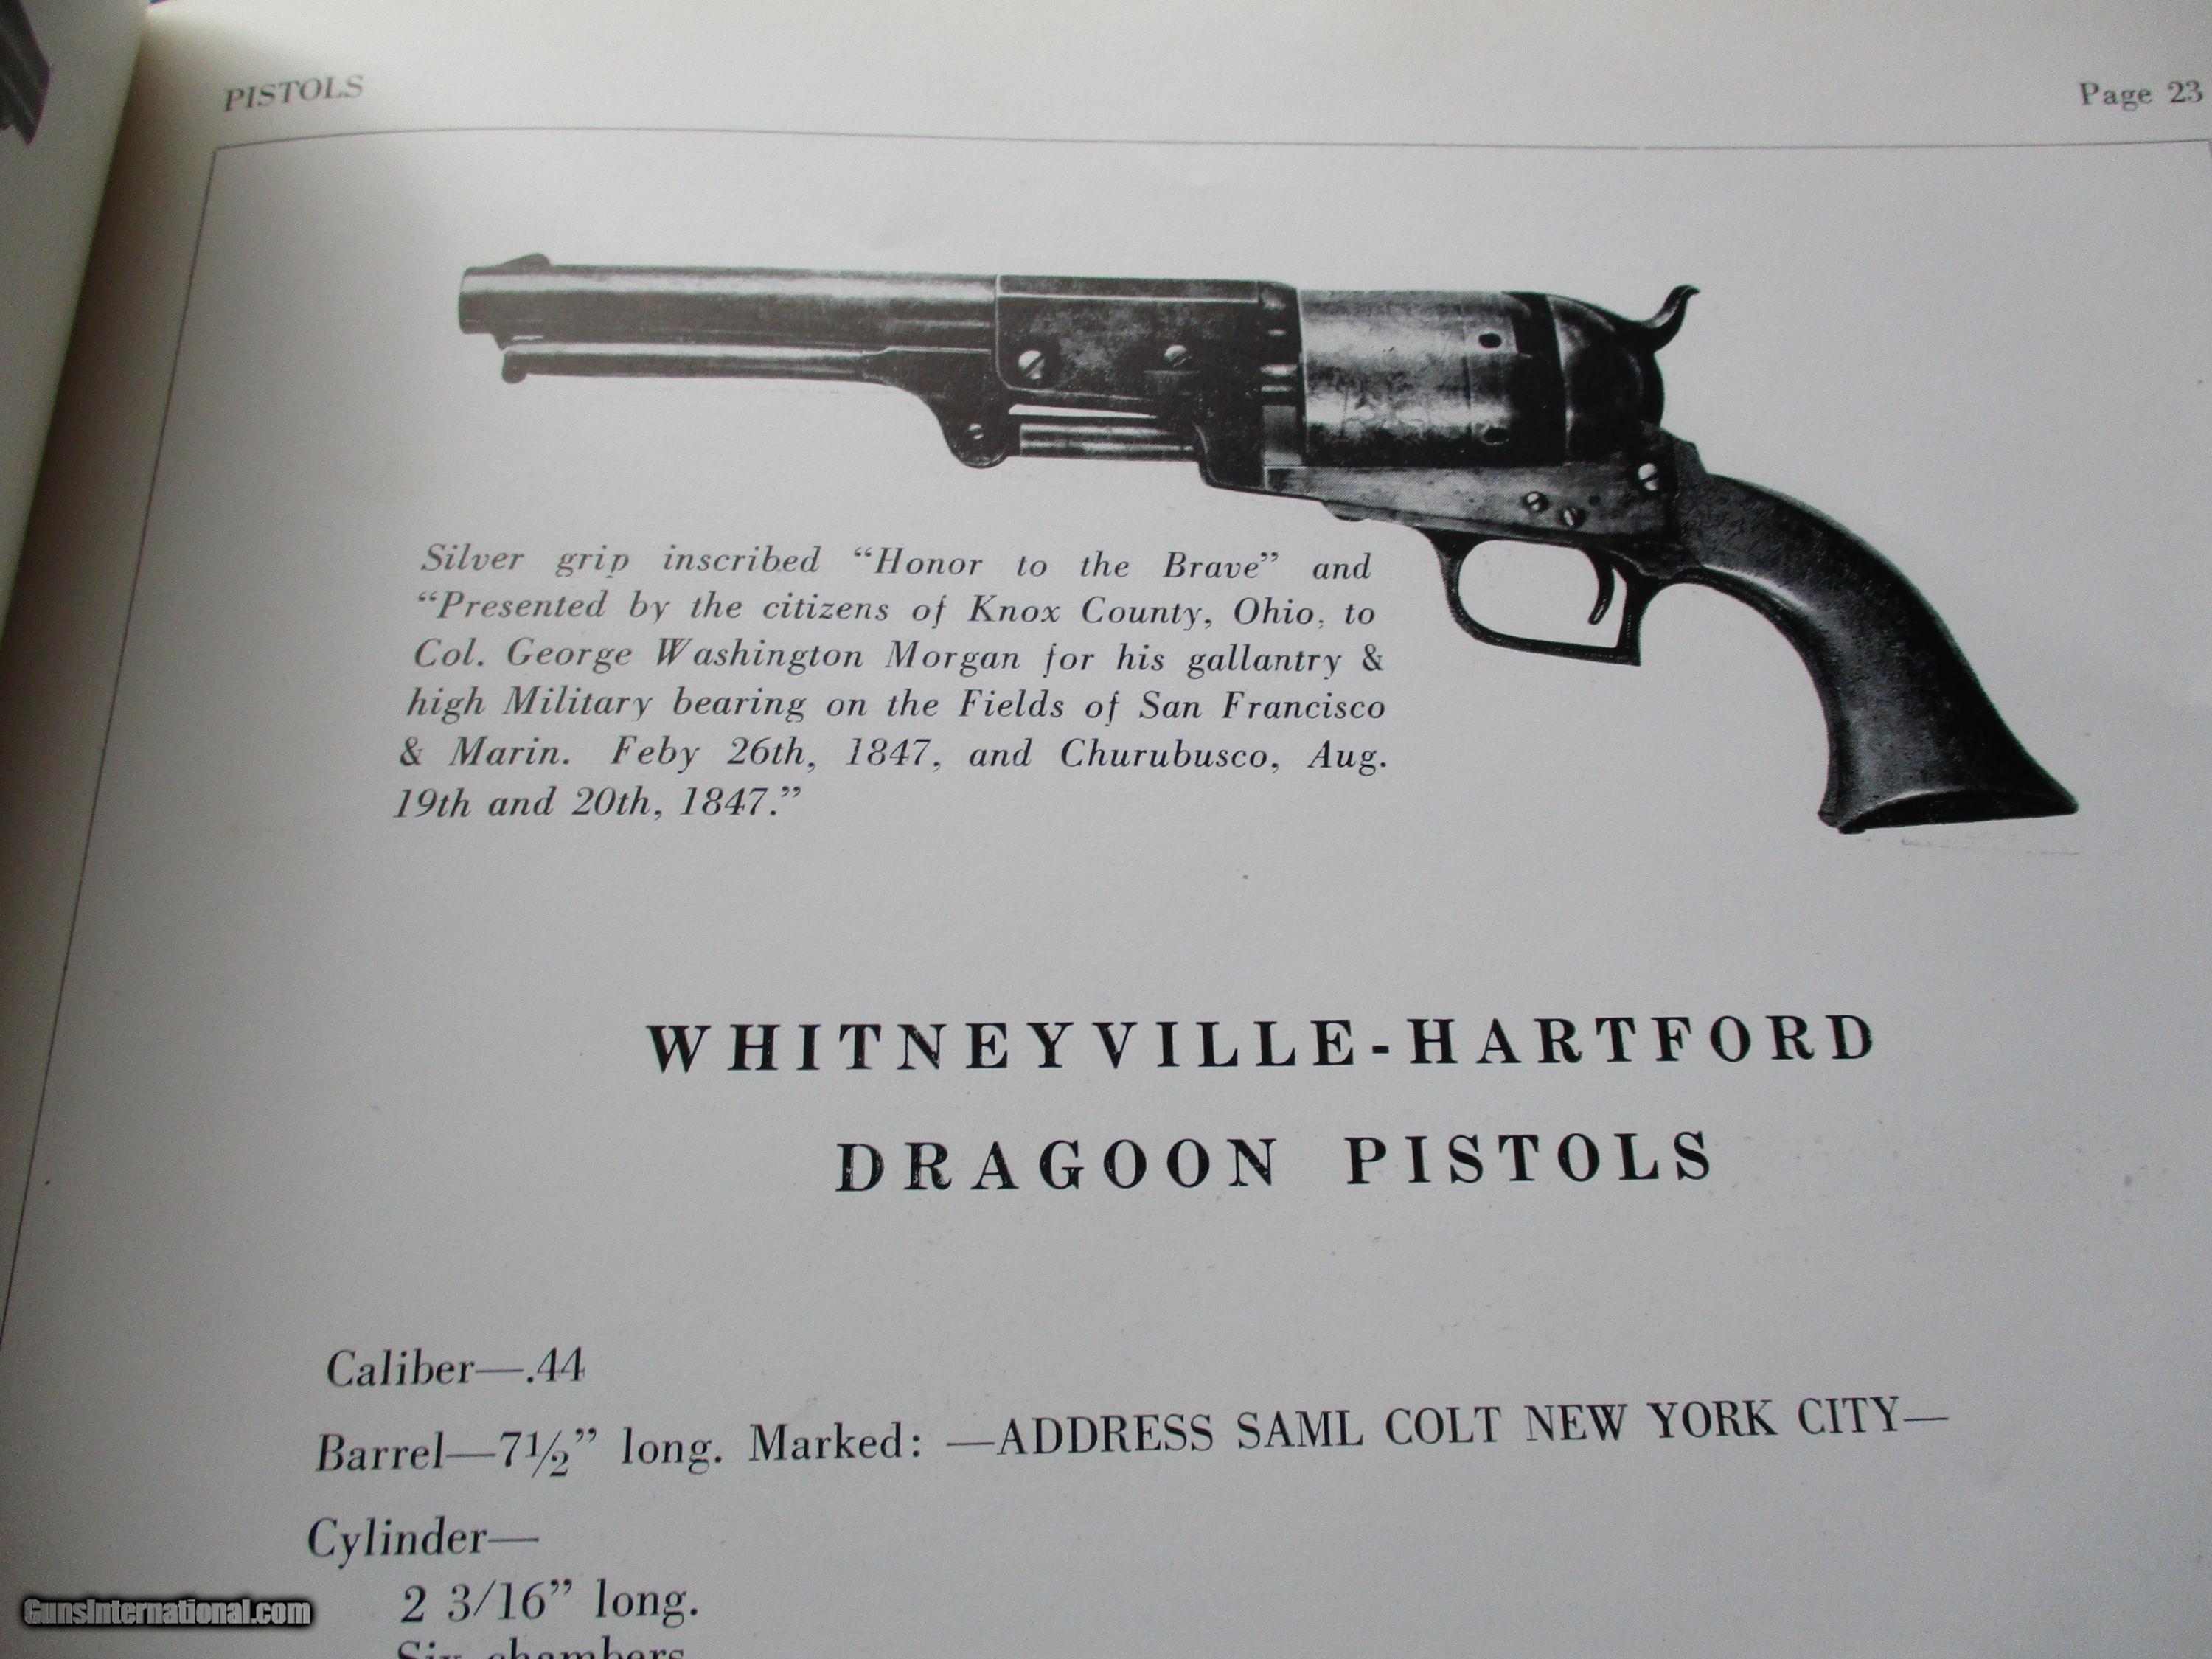 PISTOLS
Page 23
Silver grip inscribed “Honor to the Brave” and
“Presented by the citizens of Knox County, Ohio, to
Col. George Washington Morgan for his gallantry &
high Military bearing on the Fields of San Francisco
& Marin. Feby 26th, 1847, and Churubusco, Aug.
19th and 20th, 1847.”
WHITNEYVILLE-HARTFORD
DRAGOON PISTOLS
Caliber—.44
Barrel—7½” long. Marked: —ADDRESS SAML COLT NEW YORK CITY—
Cylinder—
2 3/16” long.
Six chambers
GunsInternational.com